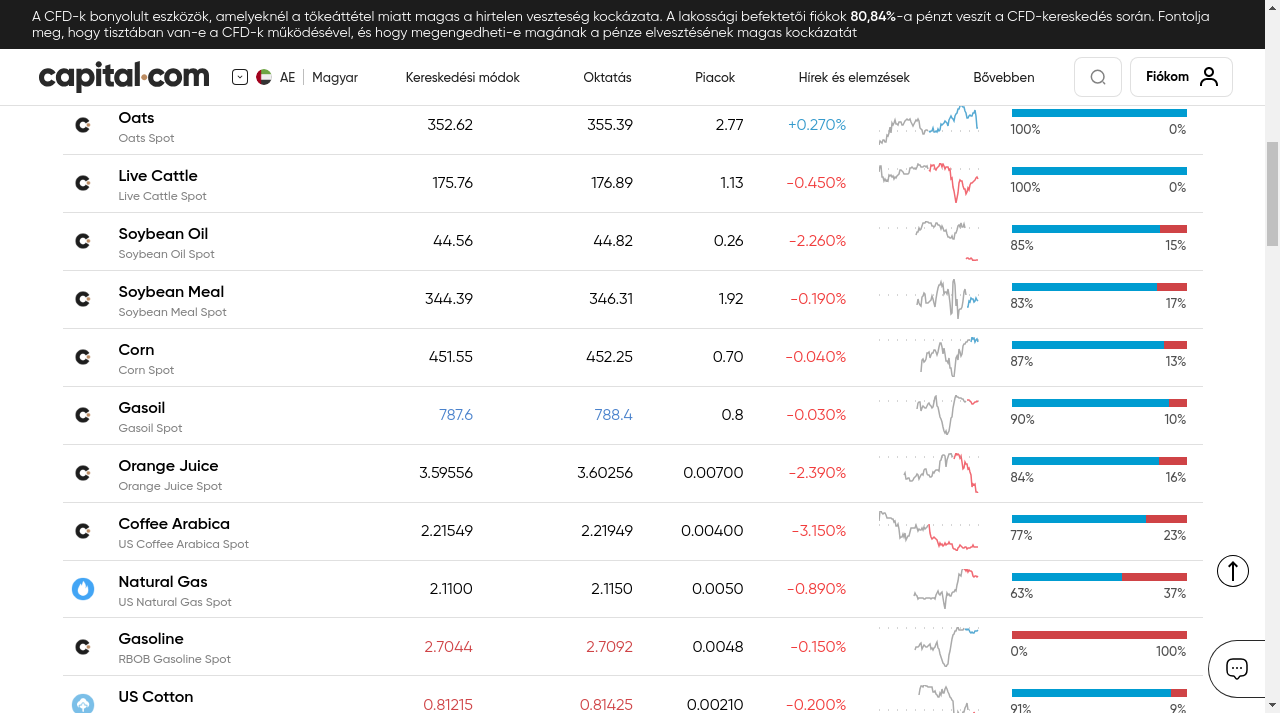 A CFD-k bonyolult eszközök, amelyeknél a tőkeáttétel miatt magas a hirtelen veszteség kockázata. A lakossági befektetői fiókok 80,84%-a pénzt veszít a CFD-kereskedés során. Fontolja
meg, hogy tisztában van-e a CFD-k működésével, és hogy megengedheti-e magának a pénze elvesztésének magas kockázatát
capital.com AE Magyar Kereskedési módok Oktatás Piacok Hírek és elemzések Bővebben Fiókom
Oats 352.62 355.39 2.77 +0.270%
Oats Spot 100% 0%
Live Cattle 175.76 176.89 1.13 -0.450%
Live Cattle Spot 100% 0%
Soybean Oil 44.56 44.82 0.26 -2.260%
Soybean Oil Spot 85% 15%
Soybean Meal 344.39 346.31 1.92 -0.190%
Soybean Meal Spot 83% 17%
Corn 451.55 452.25 0.70 -0.040%
Corn Spot 87% 13%
Gasoil 787.6 788.4 0.8 -0.030%
Gasoil Spot 90% 10%
Orange Juice 3.59556 3.60256 0.00700 -2.390%
Orange Juice Spot 84% 16%
Coffee Arabica 2.21549 2.21949 0.00400 -3.150%
US Coffee Arabica Spot 77% 23%
Natural Gas 2.1100 2.1150 0.0050 -0.890%
US Natural Gas Spot 63% 37%
Gasoline 2.7044 2.7092 0.0048 -0.150%
RBOB Gasoline Spot 0% 100%
US Cotton 0.81215 0.81425 0.00210 -0.200%
91% 9%